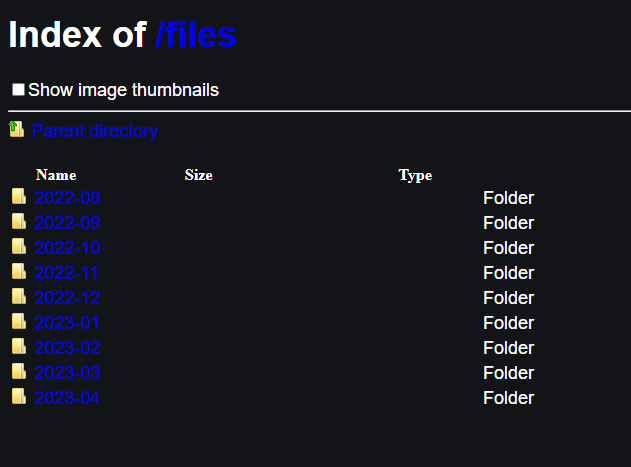 Index of /files
Show image thumbnails
Parent directory
Name Size Type
2022-08 Folder
2022-09 Folder
2022-10 Folder
2022-11 Folder
2022-12 Folder
2023-01 Folder
2023-02 Folder
2023-03 Folder
2023-04 Folder